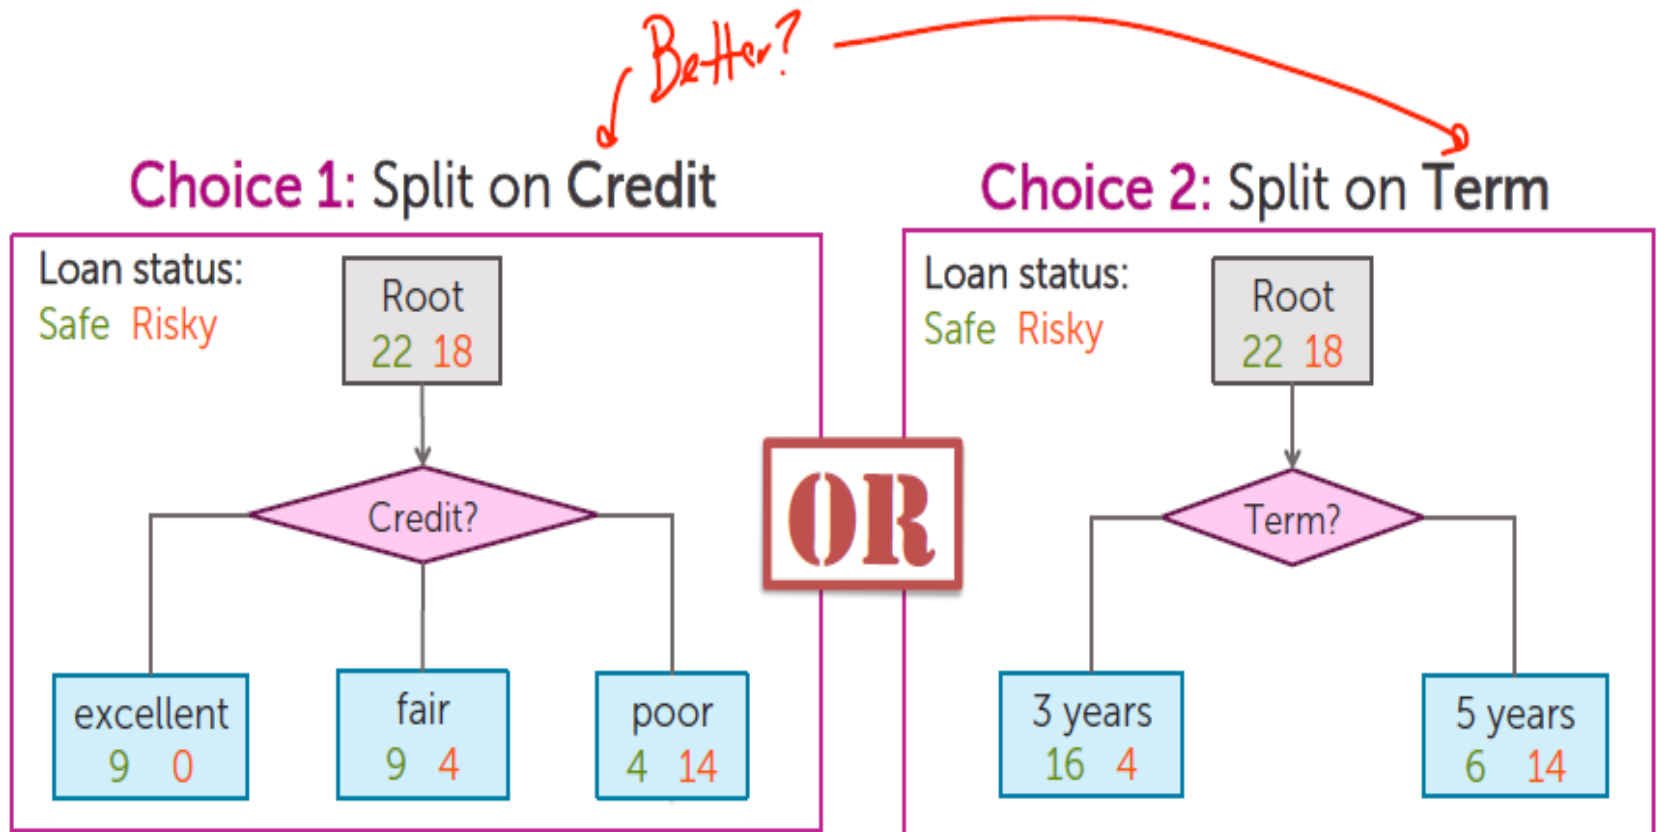 Better?
Choice 1: Split on Credit
Loan status:
Safe Risky
Root
22 18
Credit?
excellent
9 0
fair
9 4
poor
4 14
OR
Choice 2: Split on Term
Loan status:
Safe Risky
Root
22 18
Term?
3 years
16 4
5 years
6 14